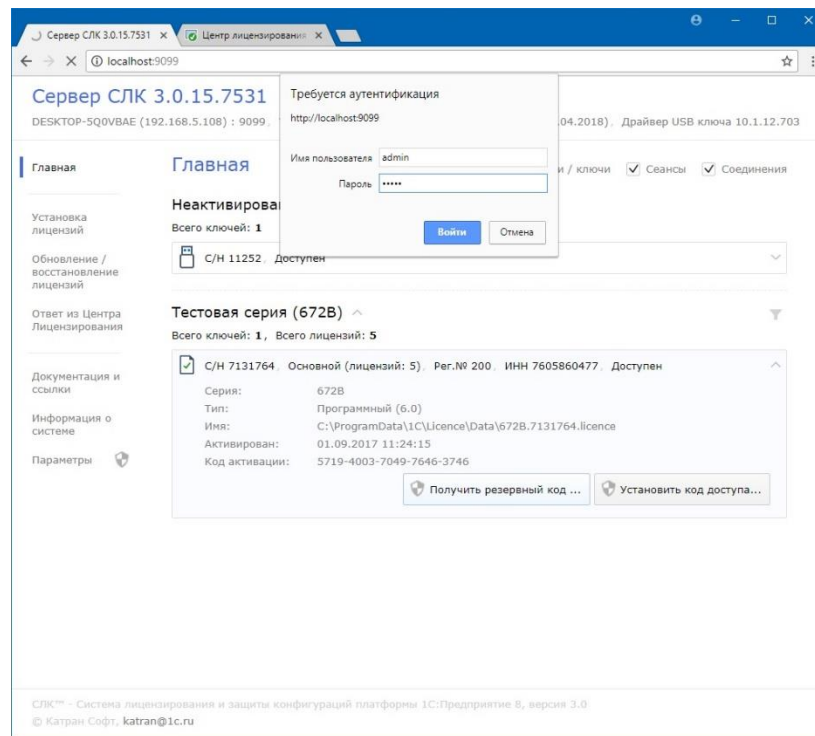 Сервер СЛК 3.0.15.7531
Центр лицензирования
localhost:9099
Сервер СЛК 3.0.15.7531
DESKTOP-5Q0VBAE (192.168.5.108) : 9099,
.04.2018), Драйвер USB ключа 10.1.12.703
Требуется аутентификация
http://localhost:9099
Имя пользователя admin
Пароль •••••
Войти Отмена
Главная
Установка
лицензий
Обновление /
восстановление
лицензий
Ответ из Центра
Лицензирования
Документация и
ссылки
Информация о
системе
Параметры
Главная
и / ключи Сеансы Соединения
Неактивирова
Всего ключей: 1
С/Н 11252, Доступен
Тестовая серия (672B)
Всего ключей: 1, Всего лицензий: 5
С/Н 7131764, Основной (лицензий: 5), Рег.№ 200, ИНН 7605860477, Доступен
Серия: 672B
Тип: Программный (6.0)
Имя: C:\ProgramData\1C\Licence\Data\672B.7131764.licence
Активирован: 01.09.2017 11:24:15
Код активации: 5719-4003-7049-7646-3746
Получить резервный код ... Установить код доступа...
СЛК™ - Система лицензирования и защиты конфигураций платформы 1С:Предприятие 8, версия 3.0
© Катран Софт, katran@1c.ru